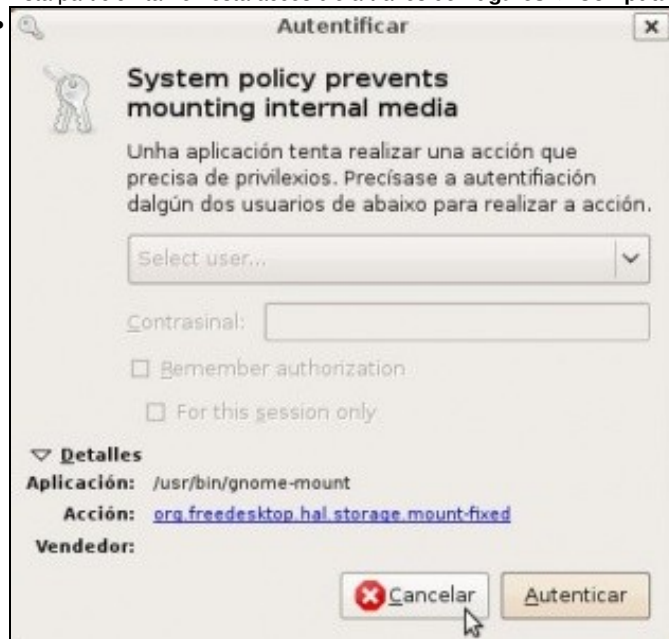 Autentificar
System policy prevents
mounting internal media
Unha aplicación tenta realizar una acción que
precisa de privilexios. Precísase a autentifiación
dalgún dos usuarios de abaixo para realizar a acción.
Select user...
Contrasinal:
Remember authorization
For this session only
Detalles
Aplicación: /usr/bin/gnome-mount
Acción: org.freedesktop.hal.storage.mount-fixed
Vendedor:
Cancelar Autenticar